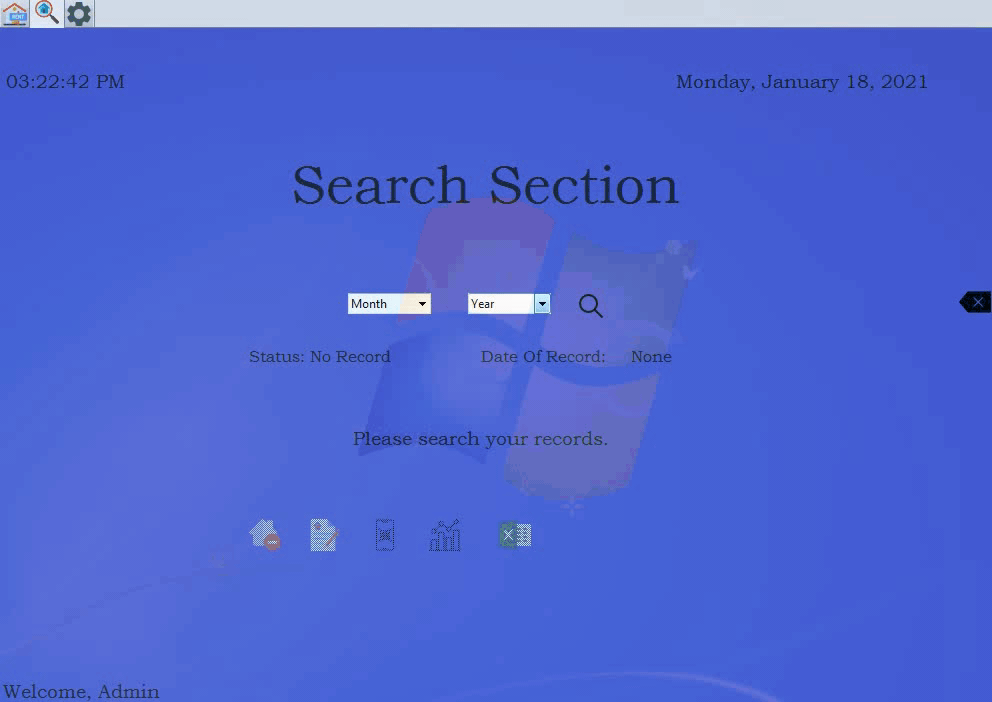 RENT
03:22:42 PM
Monday, January 18, 2021
Search Section
Month
Year
Status: No Record
Date Of Record: None
Please search your records.
Welcome, Admin